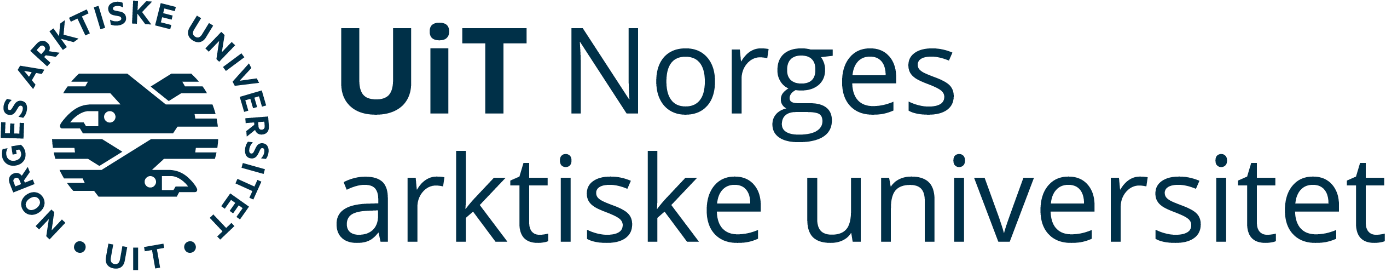 NORGES ARKTISKE UNIVERSITET
• UIT •
UiT Norges
arktiske universitet